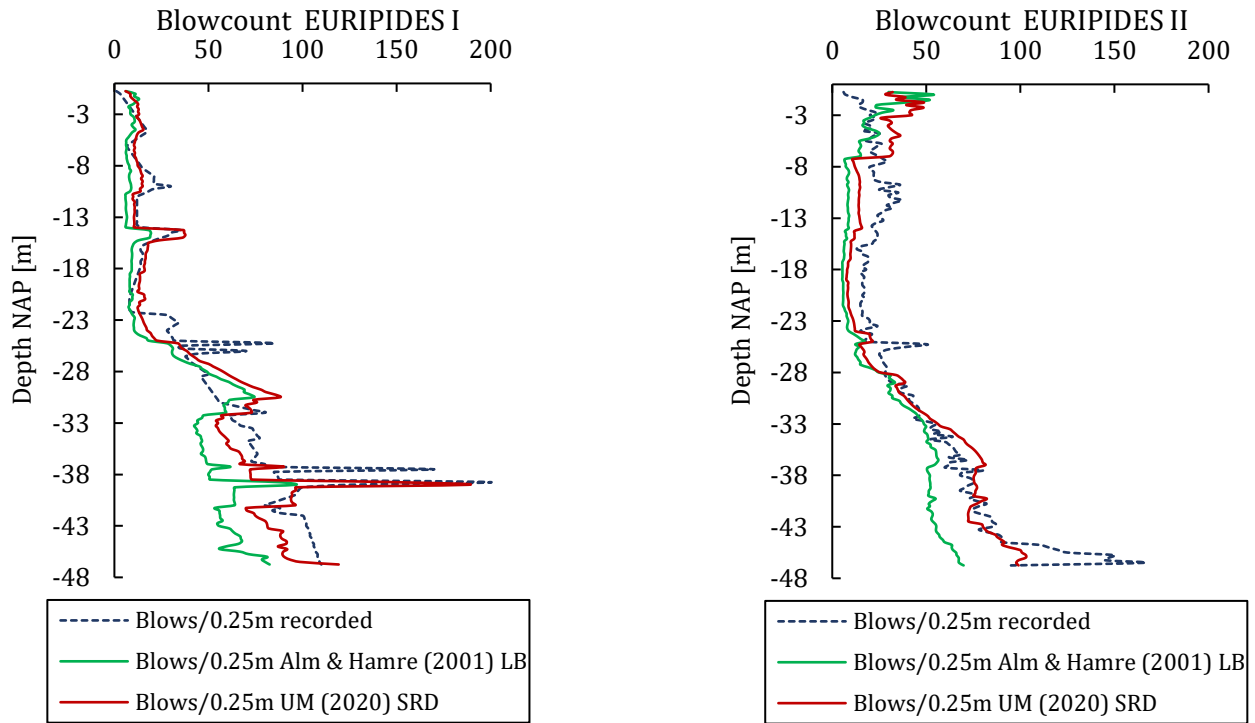 Blowcount EURIPIDES I
0 50 100 150 200
-3
-8
-13
-18
-23
-28
-33
-38
-43
-48
Depth NAP [m]
Blows/0.25m recorded
Blows/0.25m Alm & Hamre (2001) LB
Blows/0.25m UM (2020) SRD
Blowcount EURIPIDES II
0 50 100 150 200
-3
-8
-13
-18
-23
-28
-33
-38
-43
-48
Depth NAP [m]
Blows/0.25m recorded
Blows/0.25m Alm & Hamre (2001) LB
Blows/0.25m UM (2020) SRD